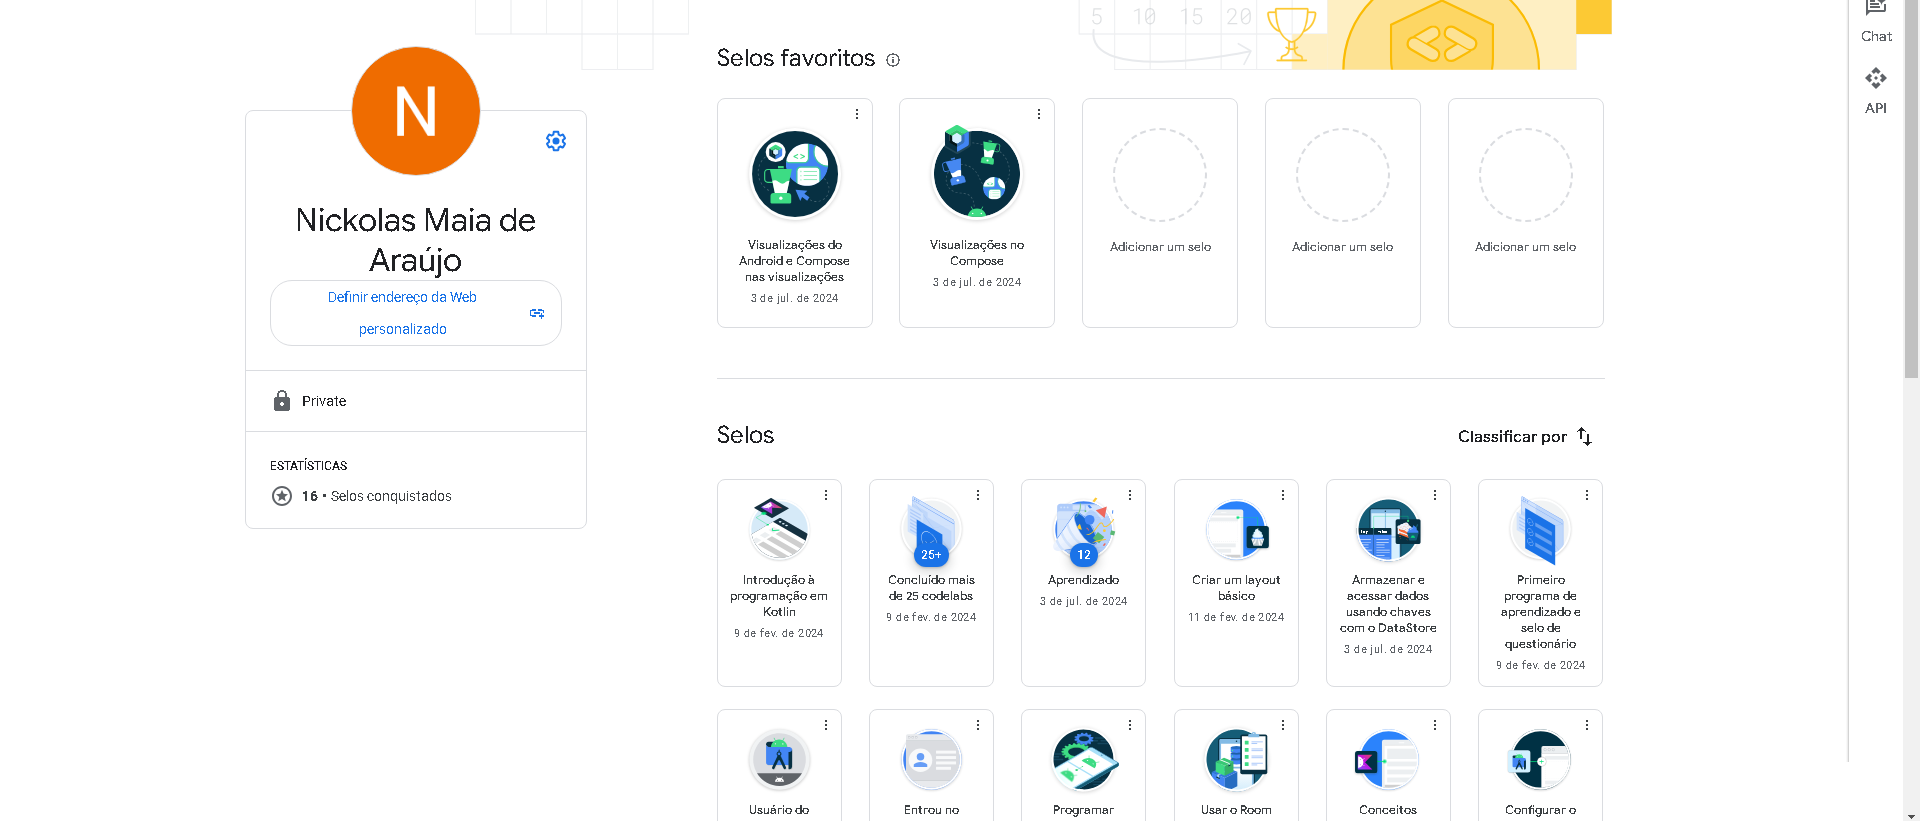 5 10 15 20
Chat
API
N
Nickolas Maia de
Araújo
Definir endereço da Web
personalizado
Private
ESTATÍSTICAS
16 • Selos conquistados
Selos favoritos
Visualizações do
Android e Compose
nas visualizações
3 de jul. de 2024
Visualizações no
Compose
3 de jul. de 2024
Adicionar um selo
Adicionar um selo
Adicionar um selo
Selos
Classificar por
Introdução à
programação em
Kotlin
9 de fev. de 2024
25+
Concluído mais
de 25 codelabs
9 de fev. de 2024
12
Aprendizado
3 de jul. de 2024
Criar um layout
básico
11 de fev. de 2024
Armazenar e
acessar dados
usando chaves
com o DataStore
3 de jul. de 2024
Primeiro
programa de
aprendizado e
selo de
questionário
9 de fev. de 2024
Usuário do
Entrou no
Programar
Usar o Room
Conceitos
Configurar o